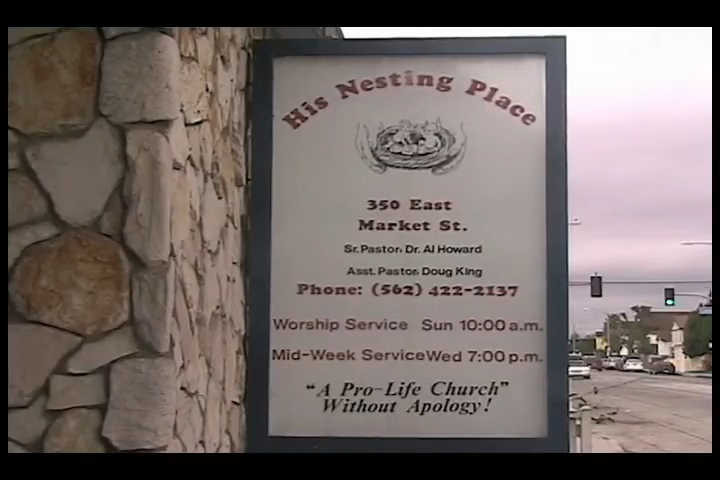 His Nesting Place
350 East
Market St.
Sr. Pastor: Dr. Al Howard
Asst. Pastor: Doug King
Phone: (562) 422-2137
Worship Service Sun 10:00 a.m.
Mid-Week Service Wed 7:00 p.m.
"A Pro-Life Church"
Without Apology!